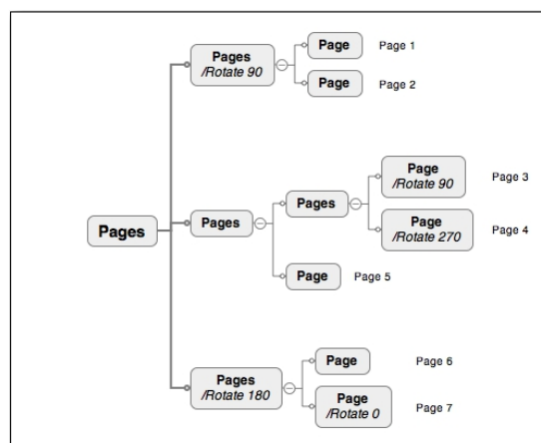 Pages
/Rotate 90
Page
Page 1
Page
Page 2
Pages
Pages
Pages
Page
/Rotate 90
Page 3
Page
/Rotate 270
Page 4
Page
Page 5
Pages
/Rotate 180
Page
Page 6
Page
/Rotate 0
Page 7